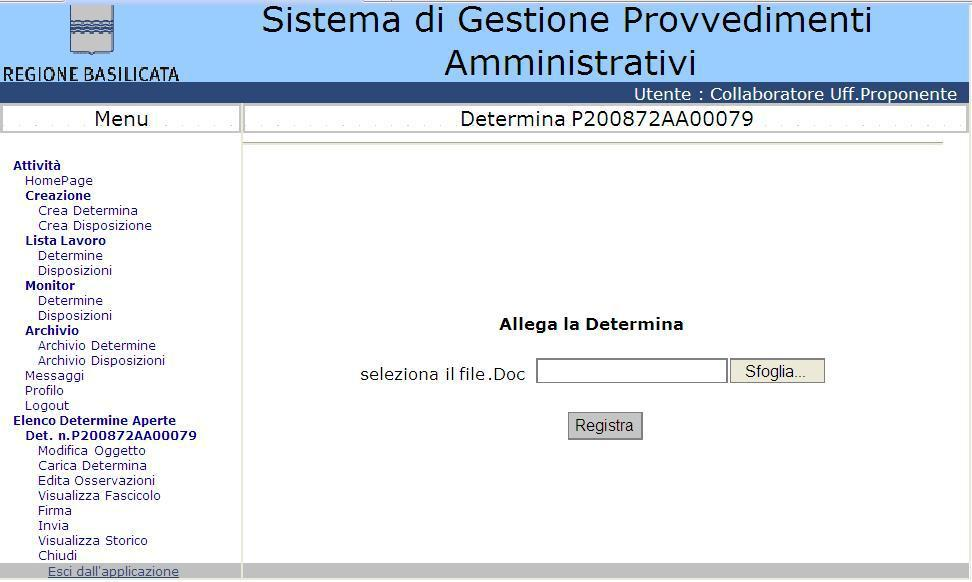 Sistema di Gestione Provvedimenti
Amministrativi
REGIONE BASILICATA
Utente : Collaboratore Uff.Proponente
Menu
Determina P200872AA00079
Attività
HomePage
Creazione
Crea Determina
Crea Disposizione
Lista Lavoro
Determine
Disposizioni
Monitor
Determine
Disposizioni
Archivio
Archivio Determine
Archivio Disposizioni
Messaggi
Profilo
Logout
Elenco Determine Aperte
Det. n.P200872AA00079
Modifica Oggetto
Carica Determina
Edita Osservazioni
Visualizza Fascicolo
Firma
Invia
Visualizza Storico
Chiudi
Esci dall'applicazione
Allega la Determina
seleziona il file .Doc
Sfoglia...
Registra